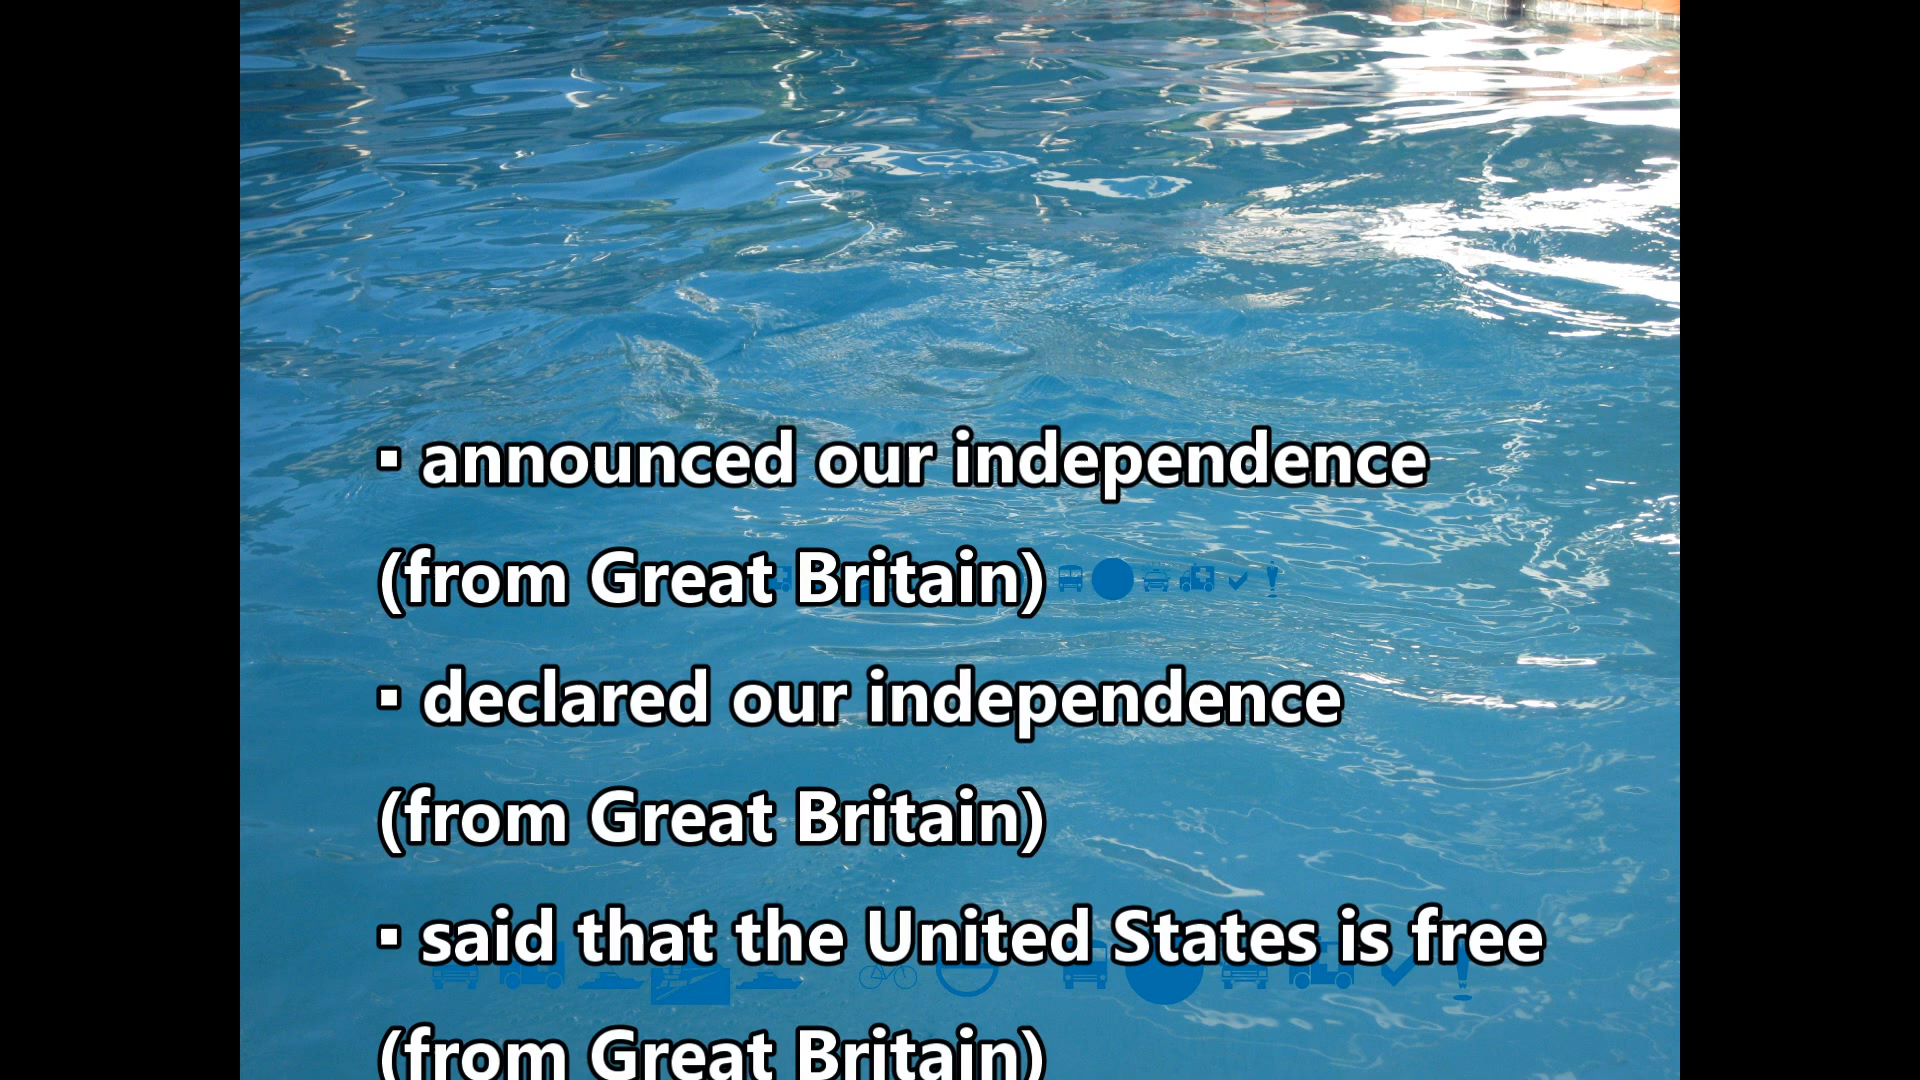 ▪ announced our independence
(from Great Britain)
▪ declared our independence
(from Great Britain)
▪ said that the United States is free
(from Great Britain)